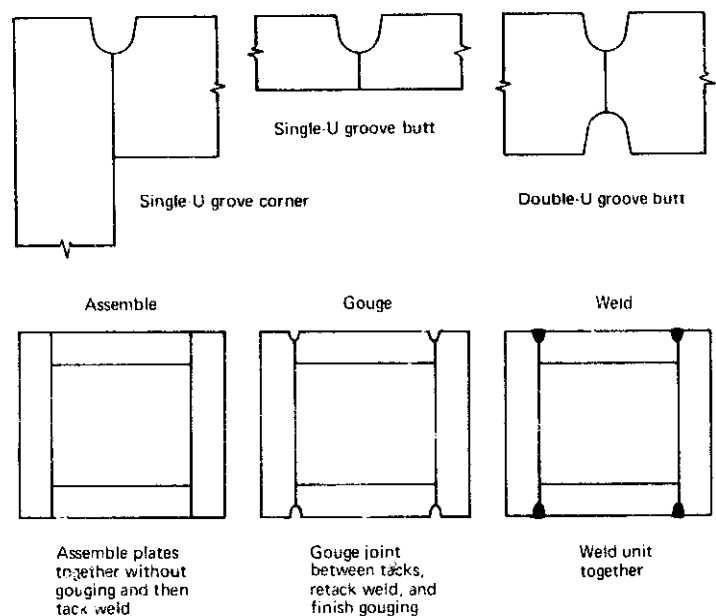 Single-U groove butt
Single-U grove corner
Double-U groove butt
Assemble
Gouge
Weld
Assemble plates
together without
gouging and then
tack weld
Gouge joint
between tacks,
retack weld, and
finish gouging
Weld unit
together